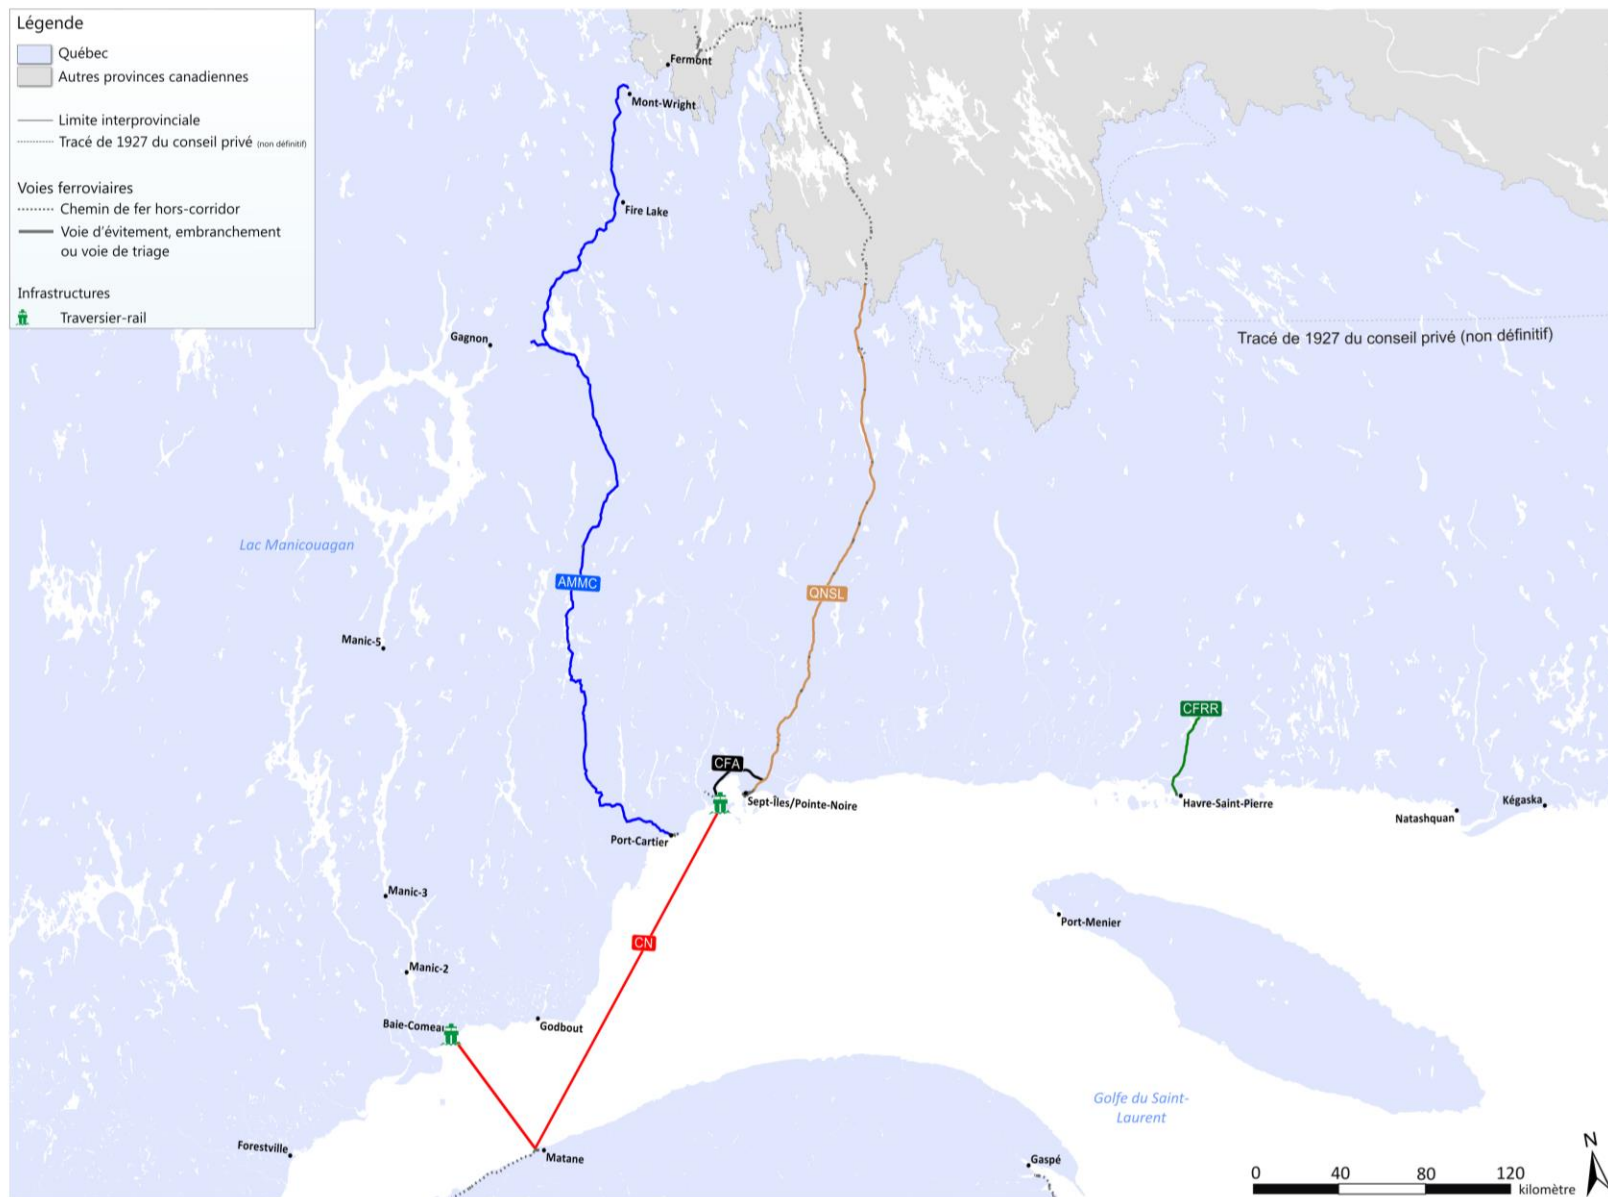 Légende
Québec
Autres provinces canadiennes
Limite interprovinciale
Tracé de 1927 du conseil privé (non définitif)
Voies ferroviaires
Chemin de fer hors-corridor
Voie d'évitement, embranchement
ou voie de triage
Infrastructures
Traversier-rail
Fermont
Mont-Wright
Fire Lake
Gagnon
Tracé de 1927 du conseil privé (non définitif)
Lac Manicouagan
AMMC
QNSL
Manic-5
CFRR
CFA
Sept-Îles/Pointe-Noire
Havre-Saint-Pierre
Kégaska
Natashquan
Port-Cartier
Manic-3
Port-Menier
CN
Manic-2
Baie-Comeau
Godbout
Golfe du Saint-
Laurent
Forestville
Matane
Gaspé
N
0 40 80 120
kilomètre